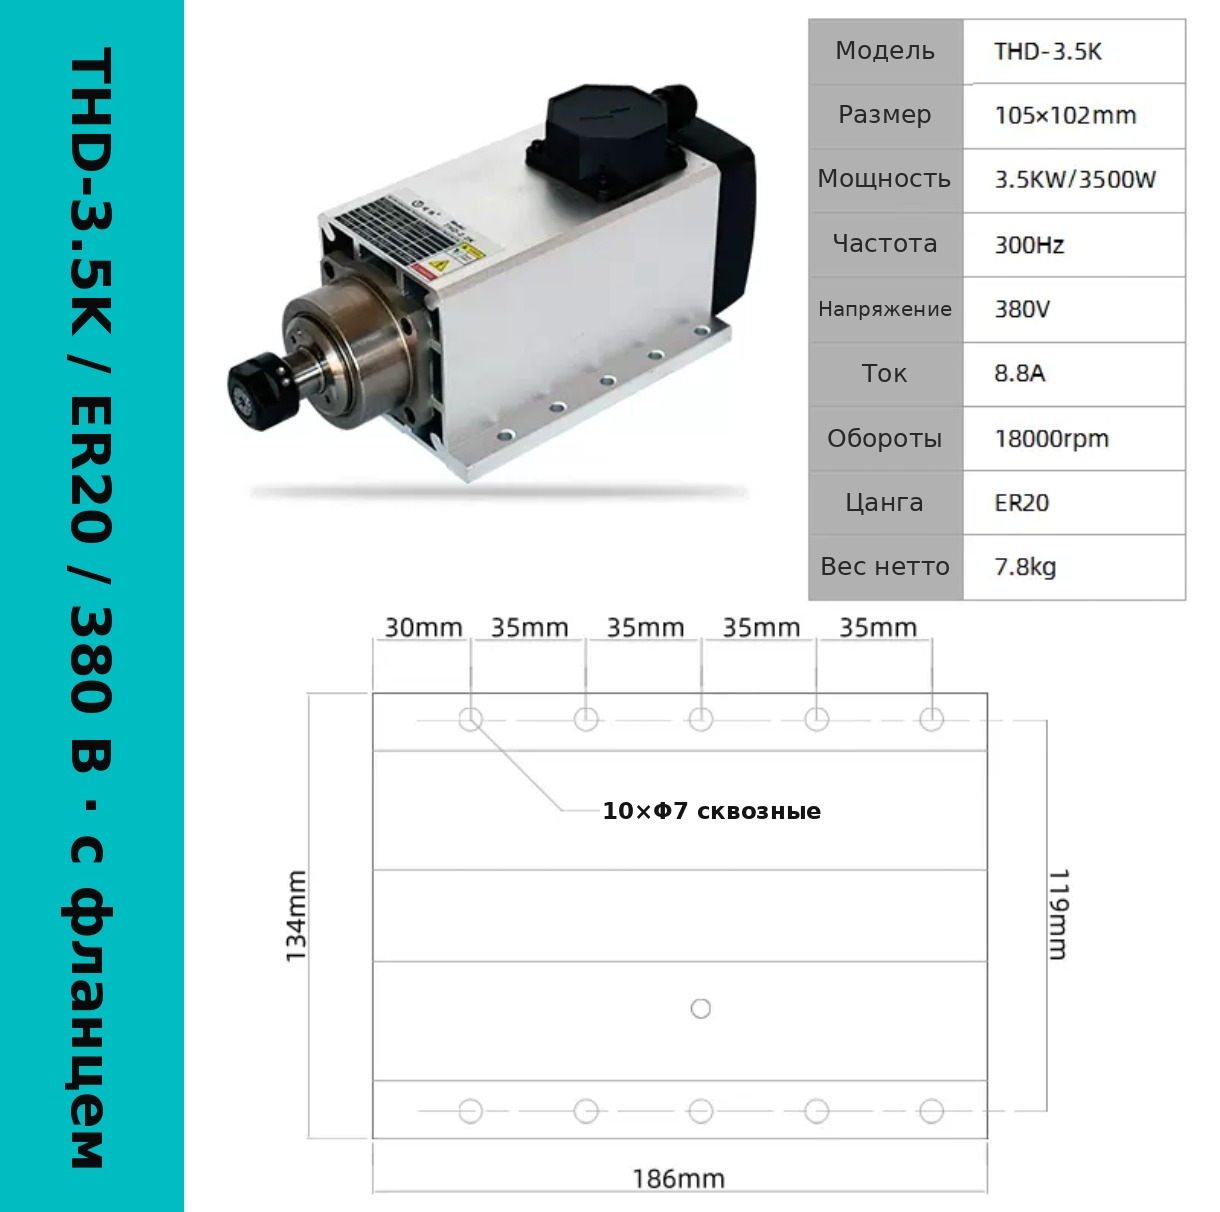 THD-3.5K / ER20 / 380 В · с фланцем
Модель THD-3.5K
Размер 105×102mm
Мощность 3.5KW/3500W
Частота 300Hz
Напряжение 380V
Ток 8.8A
Обороты 18000rpm
Цанга ER20
Вес нетто 7.8kg
30mm 35mm 35mm 35mm 35mm
10×Ф7 сквозные
134mm
119mm
186mm